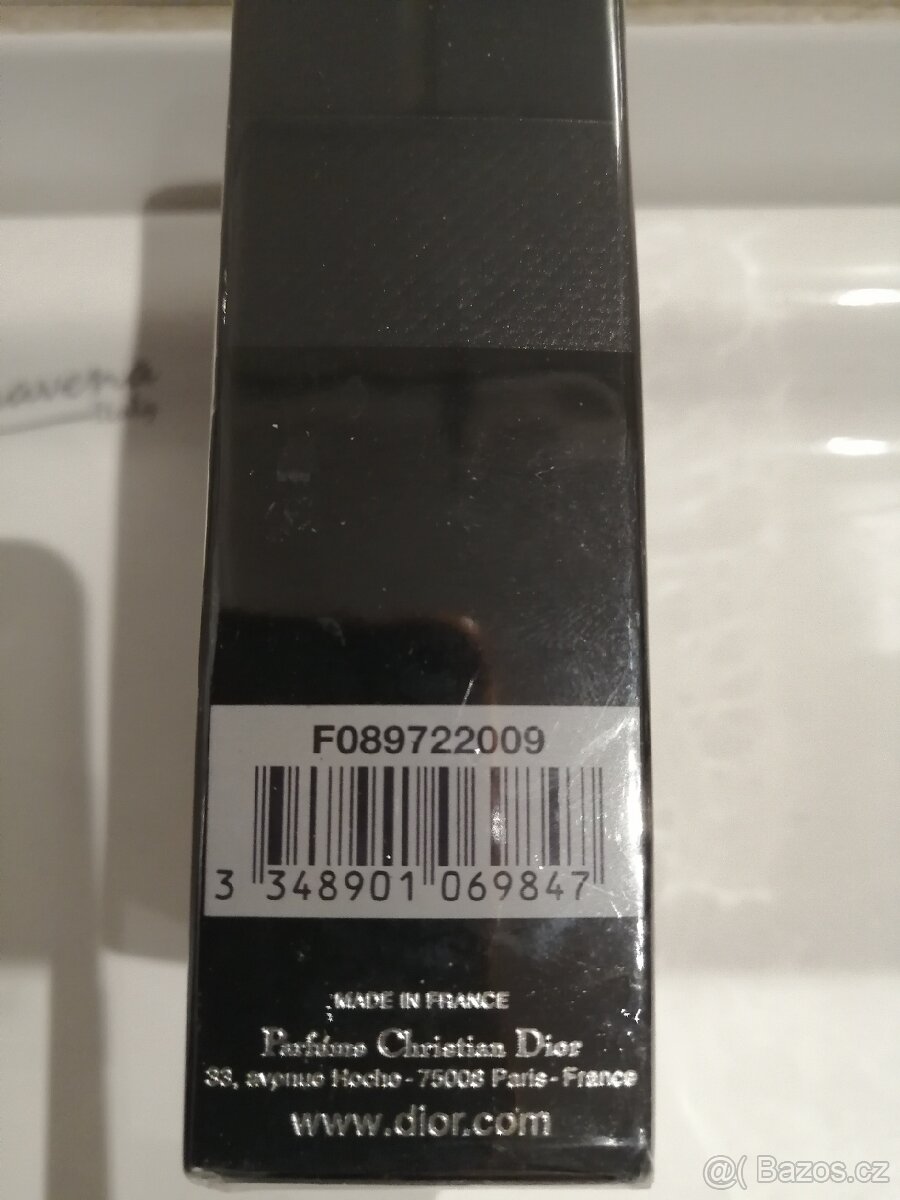 F089722009
3 348901 069847
MADE IN FRANCE
Parfums Christian Dior
33, avenue Hoche - 75008 Paris - France
www.dior.com
@( Bazos.cz